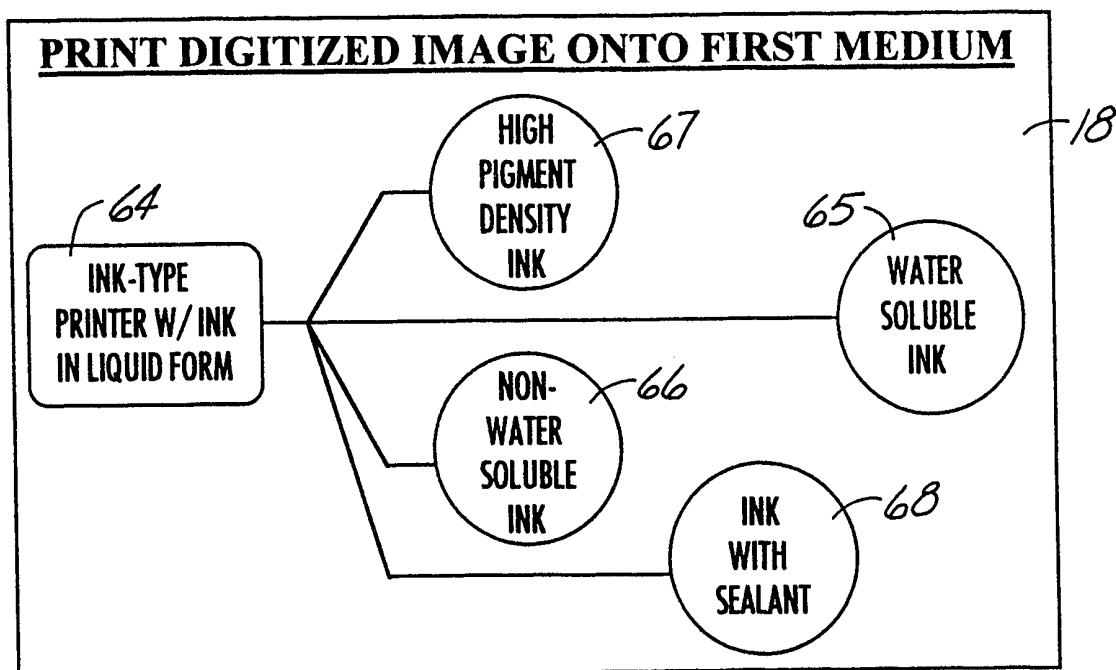 PRINT DIGITIZED IMAGE ONTO FIRST MEDIUM
18
67
HIGH
PIGMENT
DENSITY
INK
64
INK-TYPE
PRINTER W/ INK
IN LIQUID FORM
65
WATER
SOLUBLE
INK
66
NON-
WATER
SOLUBLE
INK
68
INK
WITH
SEALANT